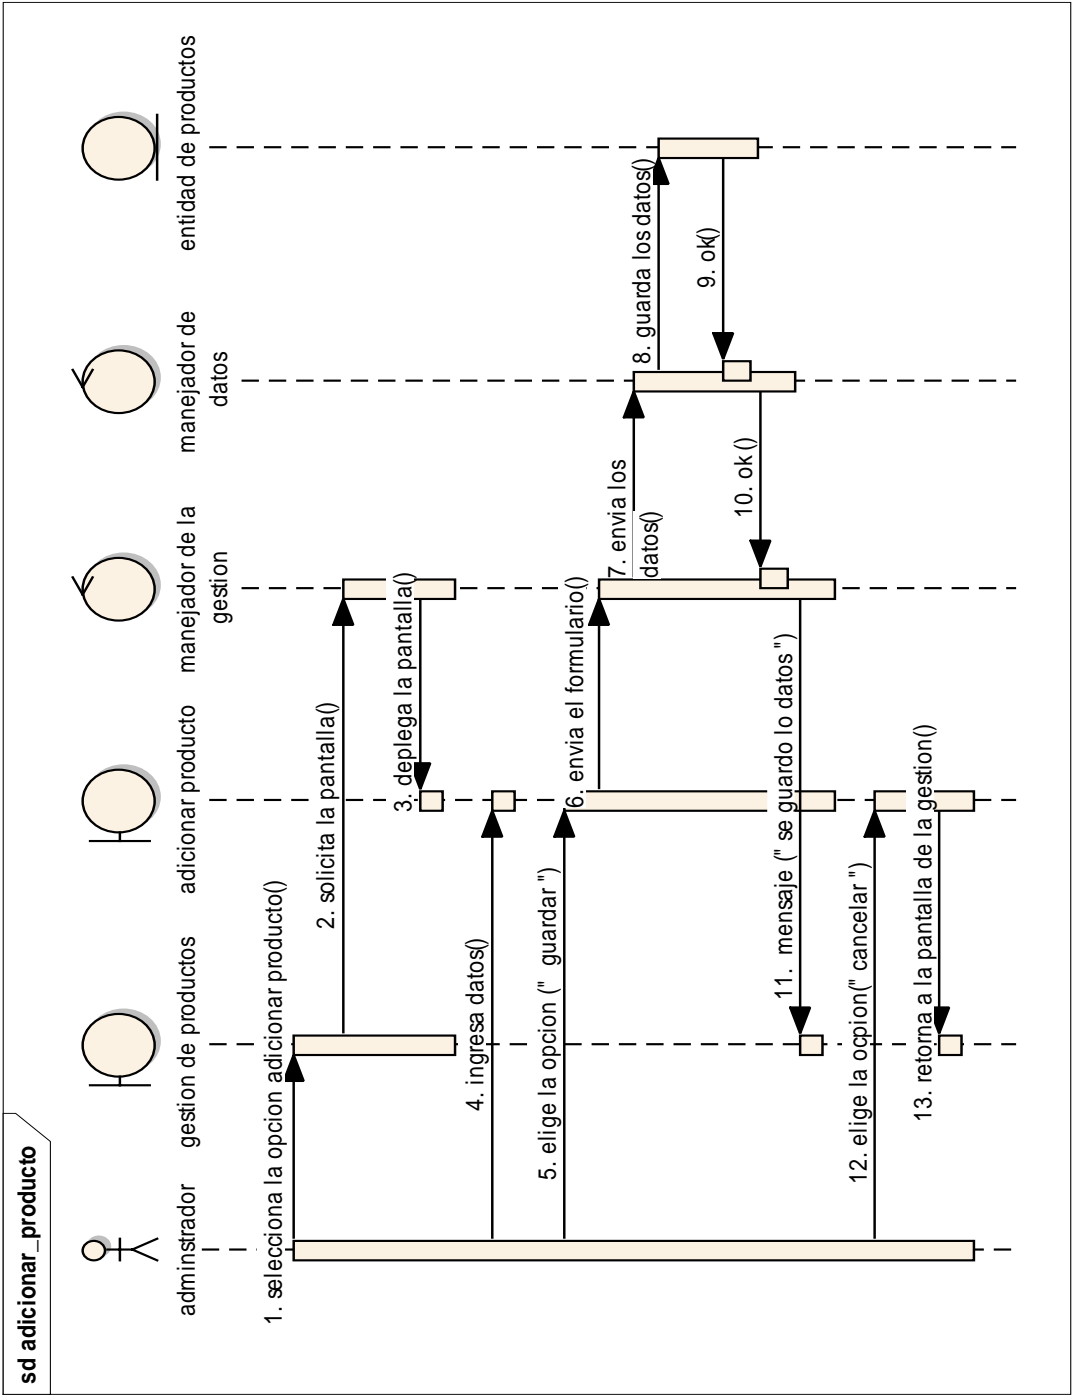 sd adicionar_producto
adminstrador
gestion de productos
adicionar producto
manejador de la
gestion
manejador de
datos
entidad de productos
1. selecciona la opcion adicionar producto()
2. solicita la pantalla()
3. deplega la pantalla()
4. ingresa datos()
5. elige la opcion (" guardar ")
6. envia el formulario()
7. envia los
datos()
8. guarda los datos()
9. ok()
10. ok ()
11. mensaje (" se guardo lo datos ")
12. elige la ocpion(" cancelar ")
13. retorna a la pantalla de la gestion()